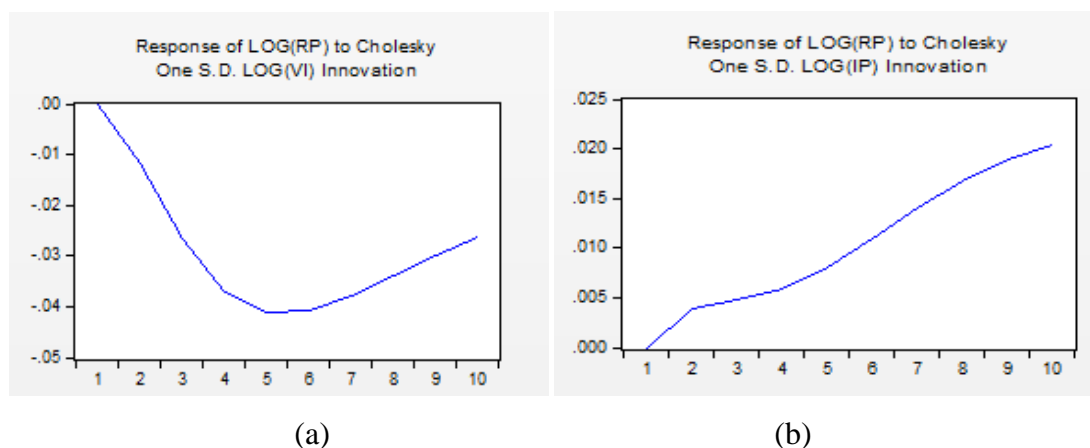 Response of LOG(RP) to Cholesky
One S.D. LOG(VI) Innovation
.00
-.01
-.02
-.03
-.04
-.05
1 2 3 4 5 6 7 8 9 10
(a)
Response of LOG(RP) to Cholesky
One S.D. LOG(IP) Innovation
.025
.020
.015
.010
.005
.000
1 2 3 4 5 6 7 8 9 10
(b)